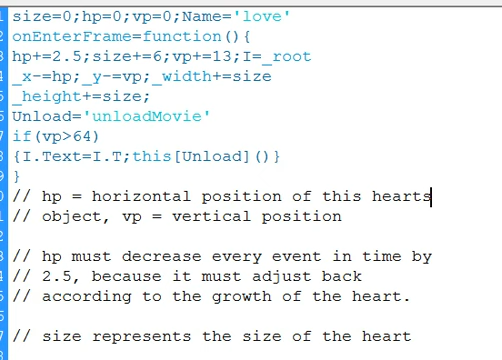 size=0;hp=0;vp=0;Name='love'
onEnterFrame=function(){
hp+=2.5;size+=6;vp+=13;I=_root
_x-=hp;_y-=vp;_width+=size
_height+=size;
Unload='unloadMovie'
if(vp>64)
{I.Text=I.T;this[Unload]()}
}
// hp = horizontal position of this hearts
// object, vp = vertical position
// hp must decrease every event in time by
// 2.5, because it must adjust back
// according to the growth of the heart.
// size represents the size of the heart